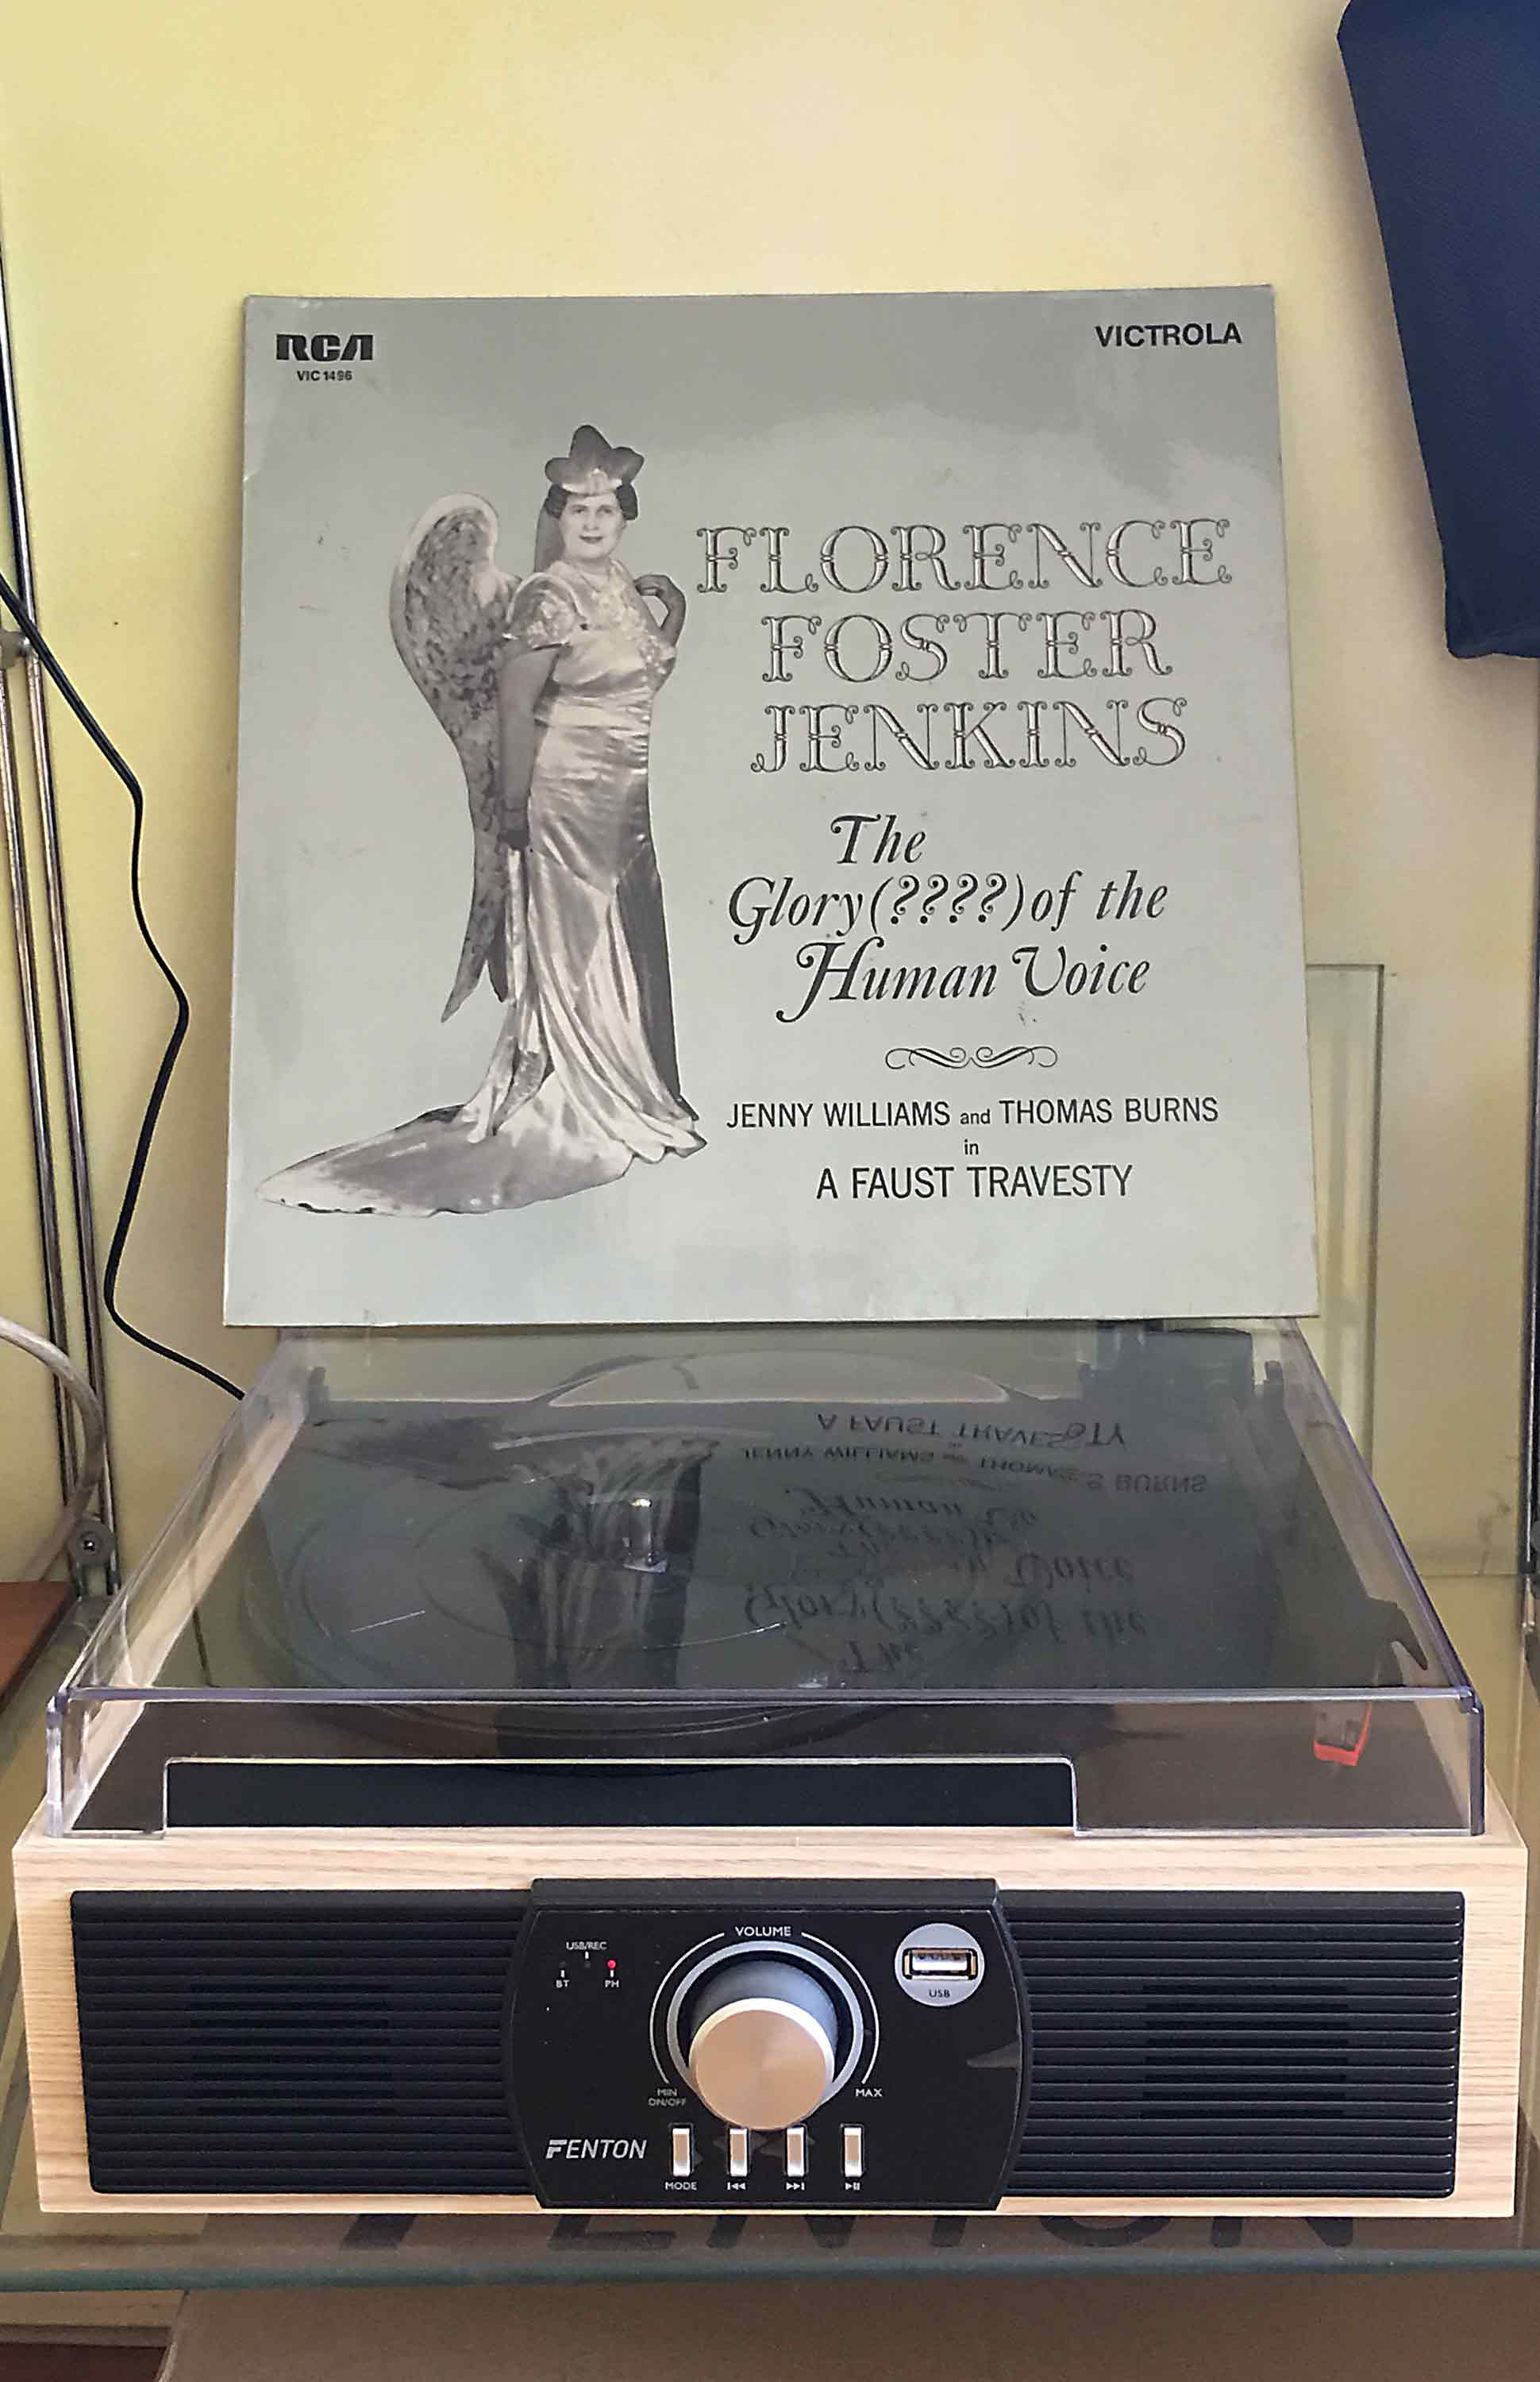 RCA
VIC 1496
VICTROLA
FLORENCE
FOSTER
JENKINS
The
Glory(????)of the
Human Voice
JENNY WILLIAMS and THOMAS BURNS
in
A FAUST TRAVESTY
VOLUME
USB/REC
BT
PH
USB
MIN
ON/OFF
MAX
FENTON
MODE
FENTON